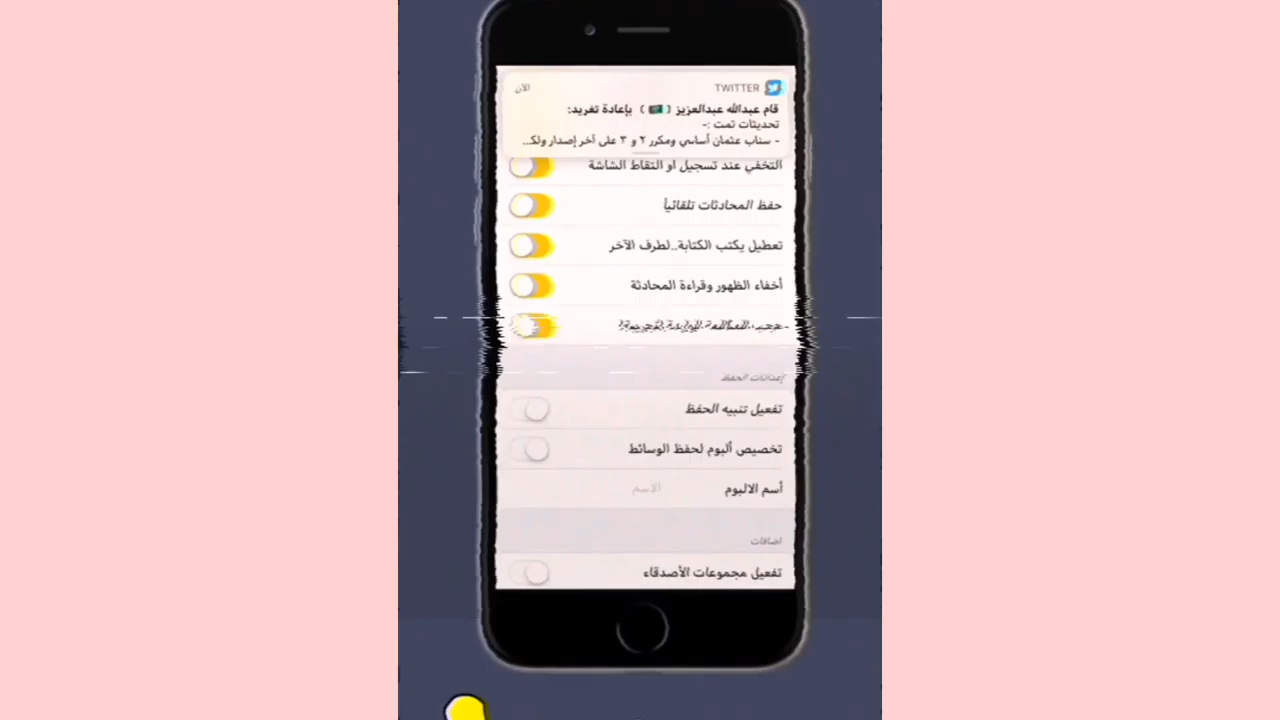 TWITTER
الآن
قام عبدالله عبدالعزيز ( ) بإعادة تغريد:
تحديثات تمت :-
- سناب عثمان أساسي ومكرر ٢ و ٣ على آخر إصدار ولكـ...
التخفي عند تسجيل او التقاط الشاشة
حفظ المحادثات تلقائياً
تعطيل يكتب الكتابة..لطرف الآخر
أخفاء الظهور وقراءة المحادثة
إعدادات الحفظ
تفعيل تنبيه الحفظ
تخصيص ألبوم لحفظ الوسائط
أسم الالبوم الاسم
اضافات
تفعيل مجموعات الأصدقاء